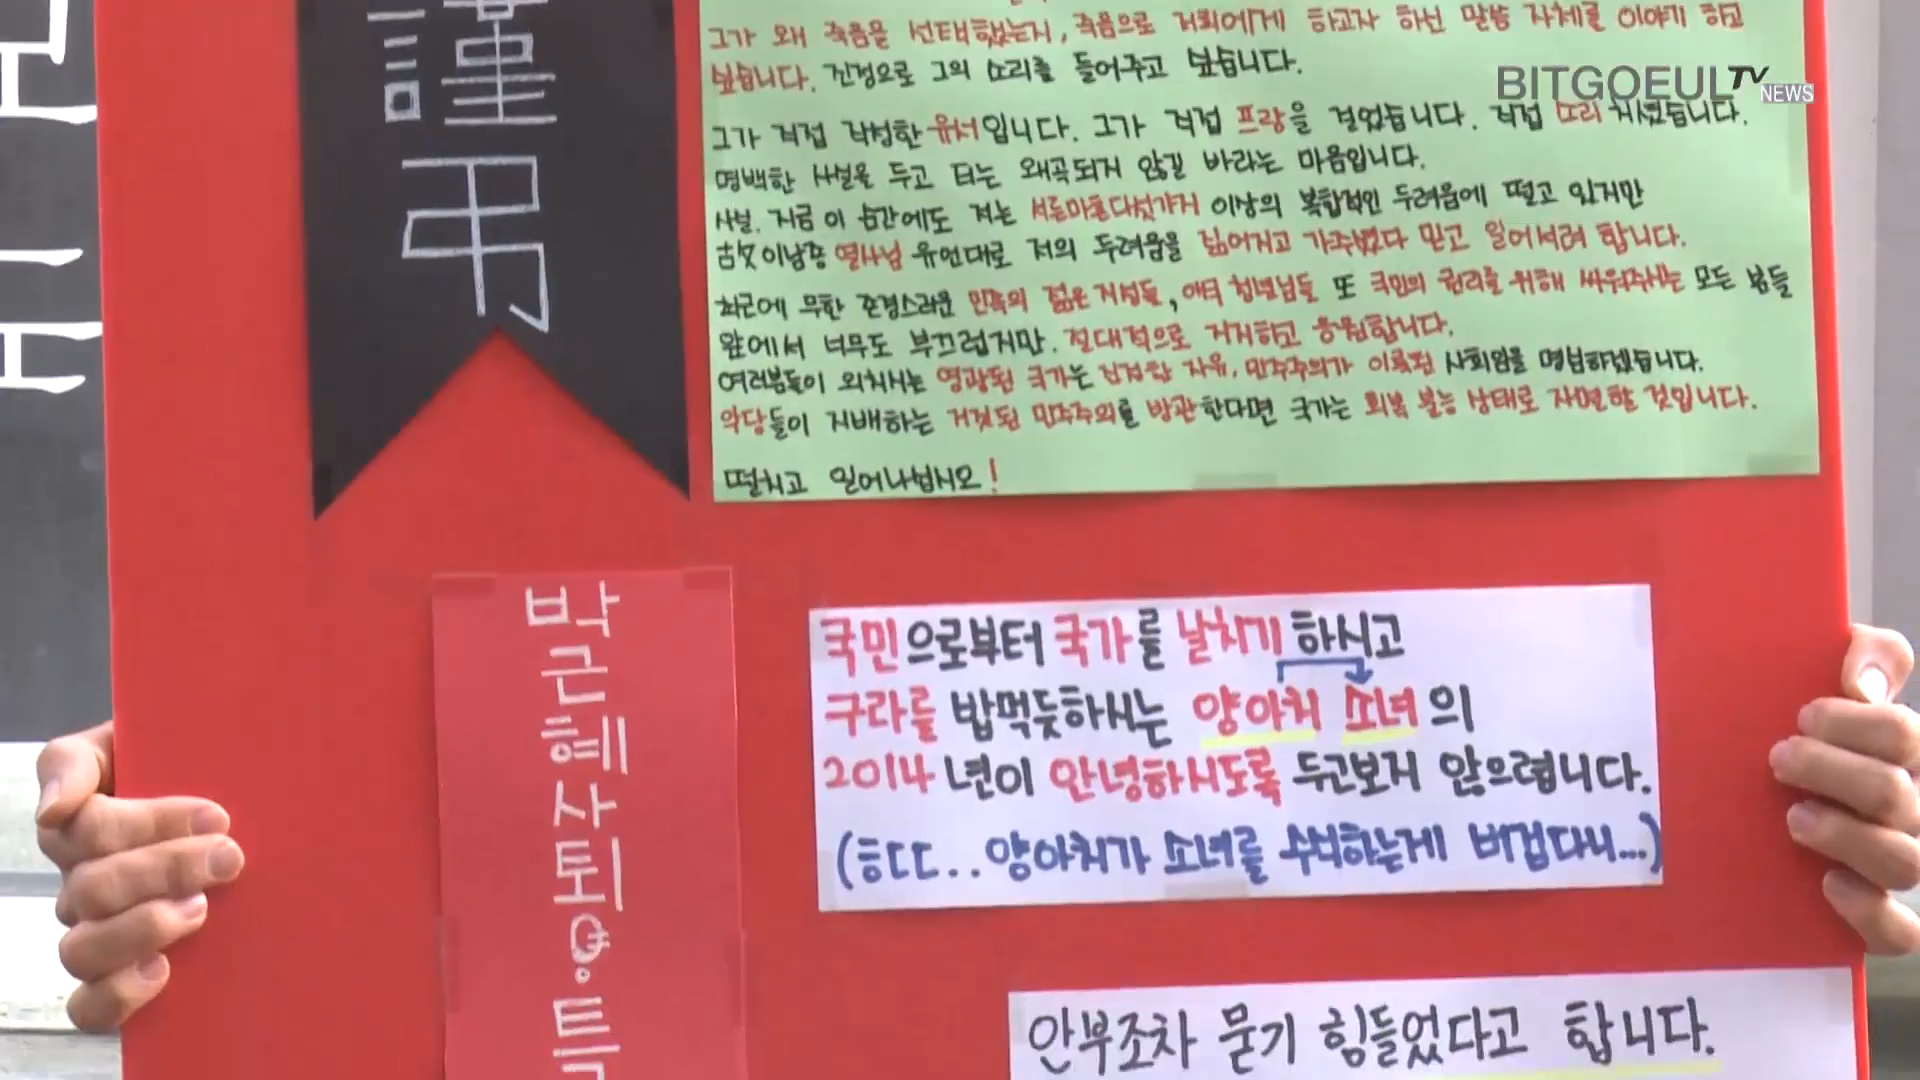 謹弔
그가 왜 죽음을 선택했는지, 죽음으로 저희에게 하고자 하신 말씀 자체를 이야기 하고
싶습니다. 진정으로 그의 소리를 들어주고 싶습니다.
그가 직접 작성한 유서입니다. 그가 직접 프랑을 걸었습니다. 직접
명백한 사실을 두고 더는 왜곡되지 않길 바라는 마음입니다.
사실. 지금 이 순간에도 저는 서른마흔다섯가지 이상의 복합적인 두려움에 떨고 있지만
古 이남종 열사님 유언대로 저의 두려움을 짊어지고 가주셨다 믿고 일어서려 합니다.
최근에 무한 존경스러운 민족의 젊은지성들, 애국 청년님들 또 국민의 권리를 위해 싸워주시는 모든 분들
앞에서 너무도 부끄럽지만. 절대적으로 지지하고 응원합니다.
여러분들이 외치시는 영광된 국가는 자유, 민주주의가 이룩된 사회임을 명심하겠습니다.
악당들이 지배하는 거짓된 민주주의를 방관한다면 국가는 회복 불능 상태로 자멸할 것입니다.
떨치고 일어나십시오!
BITGOEUL TV NEWS
박근혜사퇴
국민으로부터 국가를 날치기 하시고
구라를 밥먹듯하시는 양아치 소녀의
2014년이 안녕하시도록 두고보지 않으렵니다.
(ㅎㄷㄷ.. 양아치가 소녀를 수식하는게 버겁다니...)
안부조차 묻기 힘들었다고 합니다.